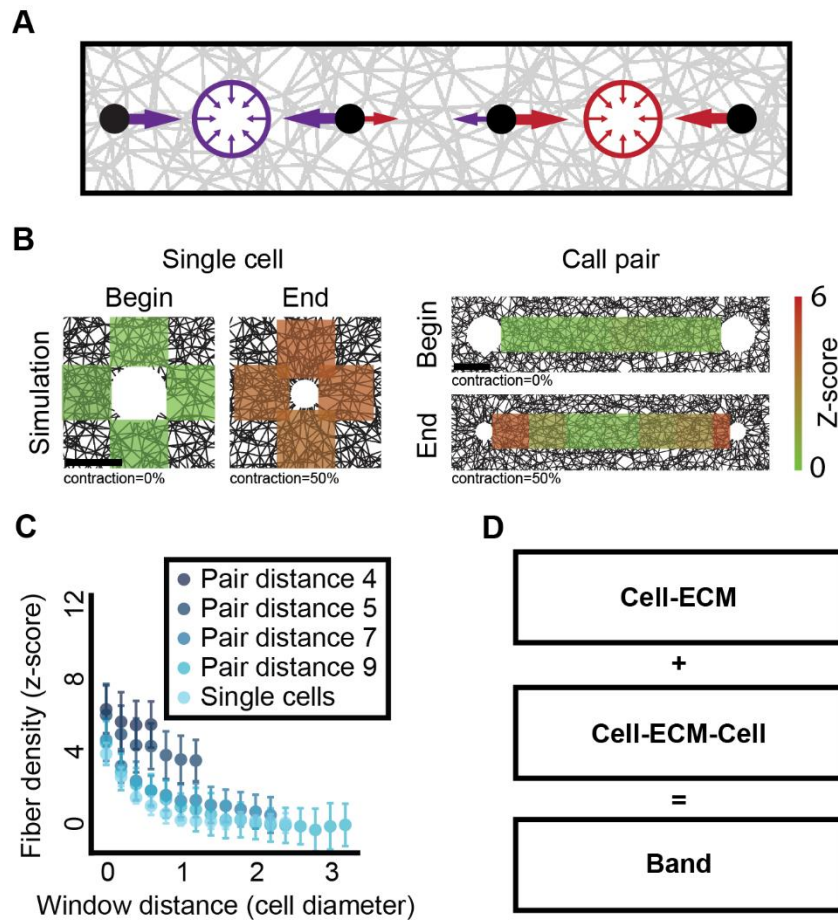 A
B
Single cell
Call pair
Begin
End
Simulation
contraction=0%
contraction=50%
Begin
contraction=0%
End
contraction=50%
6
Z-score
0
C
Pair distance 4
Pair distance 5
Pair distance 7
Pair distance 9
Single cells
Fiber density (z-score)
12
8
4
0
0
1
2
3
Window distance (cell diameter)
D
Cell-ECM
+
Cell-ECM-Cell
=
Band